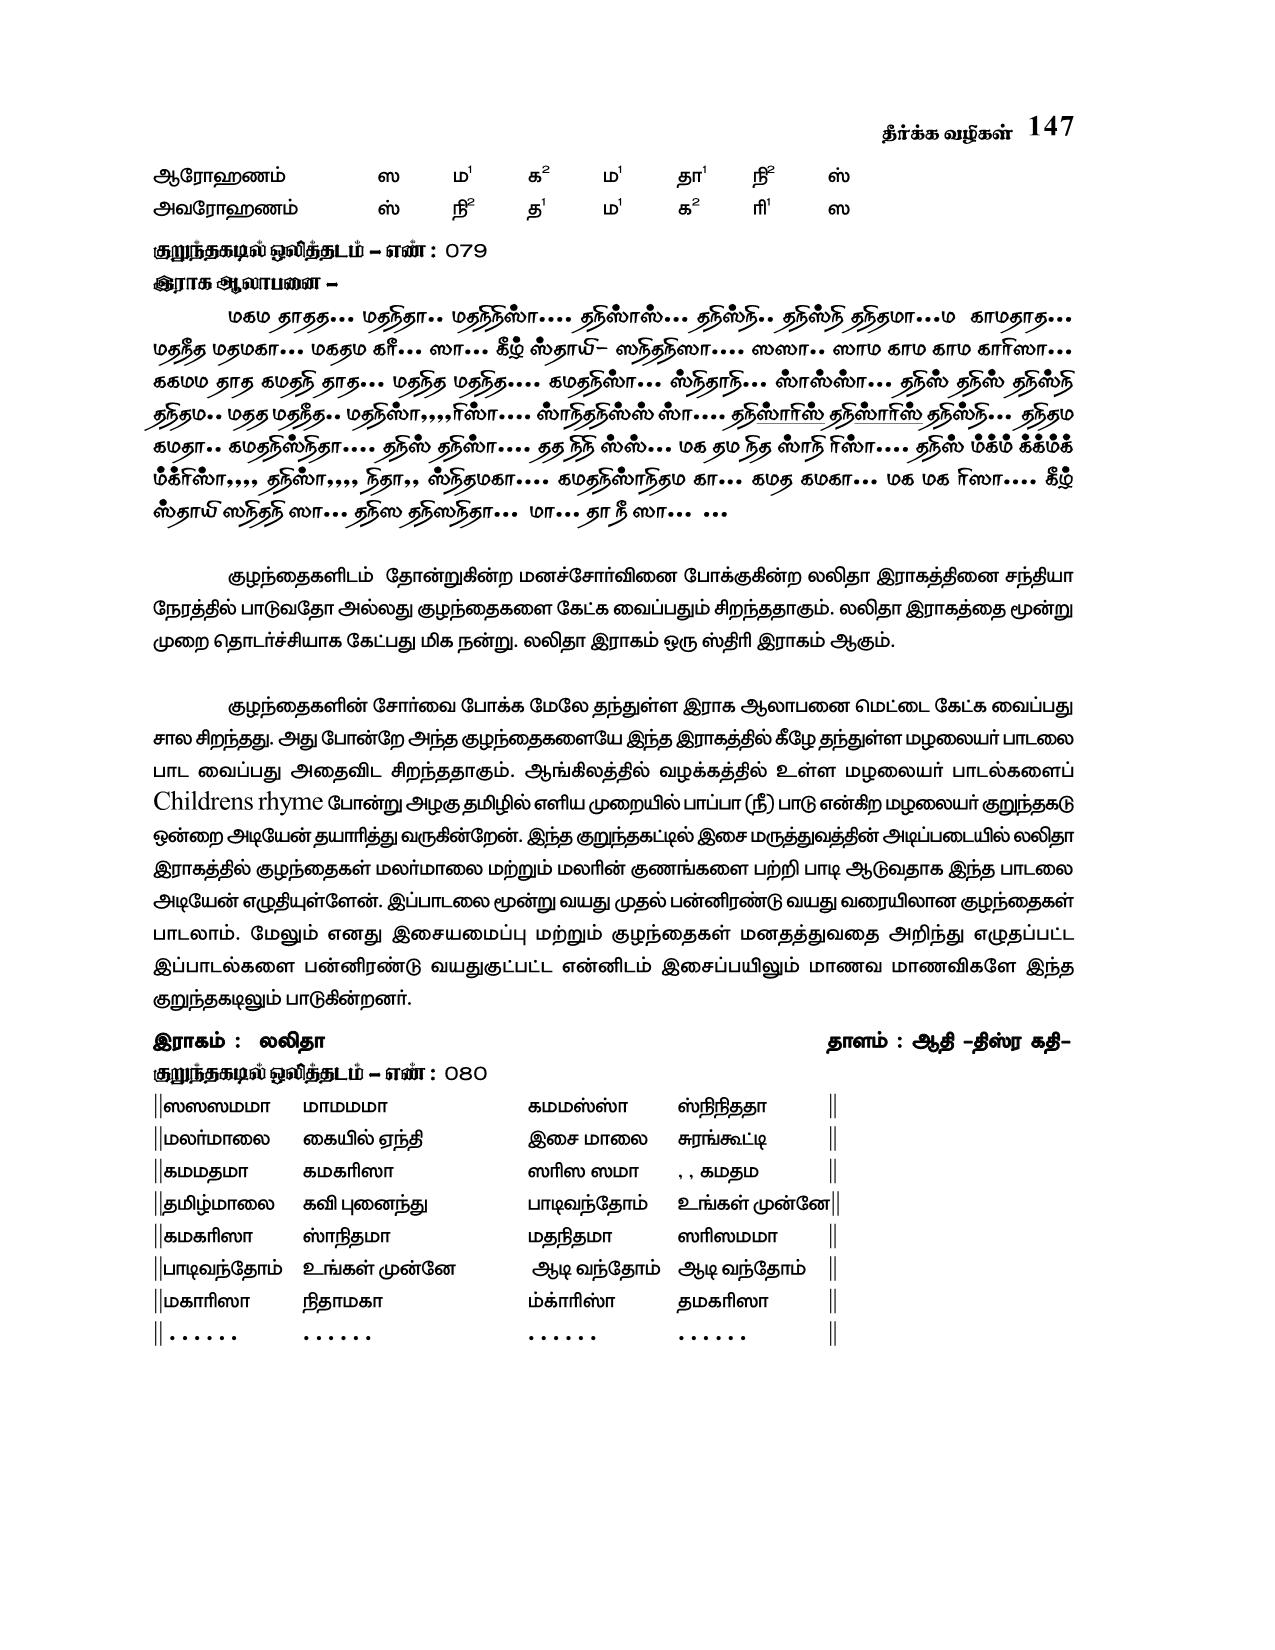 தீர்க்க வழிகள் 147
ஆரோஹணம் ஸ ம¹ க² ம¹ தா¹ நி² ஸ்
அவரோஹணம் ஸ் நி² த¹ ம¹ க² ரி¹ ஸ
குறுந்தகடில் ஒலித்தடம் – எண் : 079
இராக ஆலாபனை –
மகம தாதத... மதநிதா.. மதநிநிஸ்ா.... தநிஸ்ாஸ்... தநிஸ்நி.. தநிஸ்நி தநிதமா...ம காமதாத...
மதநீத மதமகா... மகதம கரீ... ஸா... கீழ் ஸ்தாயி– ஸநிதநிஸா.... ஸஸா.. ஸாம காம காம காரிஸா...
ககமம தாத கமதநி தாத... மதநித மதநித.... கமதநிஸ்ா... ஸ்நிதாநி... ஸ்ாஸ்ஸ்ா... தநிஸ் தநிஸ் தநிஸ்நி
தநிதம.. மதத மதநீத.. மதநிஸ்ா,,,,ரிஸ்ா.... ஸ்ாநிதநிஸ்ஸ் ஸ்ா.... தநிஸ்ாரிஸ் தநிஸ்ாரிஸ் தநிஸ்நி... தநிதம
கமதா.. கமதநிஸ்நிதா.... தநிஸ் தநிஸ்ா.... தத நிநி ஸ்ஸ்... மக தம நித ஸ்ாநி ரிஸ்ா.... தநிஸ் ம்க்ம் க்க்ம்க்
ம்க்ரிஸ்ா,,,, தநிஸ்ா,,,, நிதா,, ஸ்நிதமகா.... கமதநிஸ்ாநிதம கா... கமத கமகா... மக மக ரிஸா.... கீழ்
ஸ்தாயி ஸநிதநி ஸா... தநிஸ தநிஸநிதா... மா... தா நீ ஸா... ...
குழந்தைகளிடம் தோன்றுகின்ற மனச்சோர்வினை போக்குகின்ற லலிதா இராகத்தினை சந்தியா
நேரத்தில் பாடுவதோ அல்லது குழந்தைகளை கேட்க வைப்பதும் சிறந்ததாகும். லலிதா இராகத்தை மூன்று
முறை தொடர்ச்சியாக கேட்பது மிக நன்று. லலிதா இராகம் ஒரு ஸ்திரி இராகம் ஆகும்.
குழந்தைகளின் சோர்வை போக்க மேலே தந்துள்ள இராக ஆலாபனை மெட்டை கேட்க வைப்பது
சால சிறந்தது. அது போன்றே அந்த குழந்தைகளையே இந்த இராகத்தில் கீழே தந்துள்ள மழலையர் பாடலை
பாட வைப்பது அதைவிட சிறந்ததாகும். ஆங்கிலத்தில் வழக்கத்தில் உள்ள மழலையர் பாடல்களைப்
Childrens rhyme போன்று அழகு தமிழில் எளிய முறையில் பாப்பா (நீ) பாடு என்கிற மழலையர் குறுந்தகடு
ஒன்றை அடியேன் தயாரித்து வருகின்றேன். இந்த குறுந்தகட்டில் இசை மருத்துவத்தின் அடிப்படையில் லலிதா
இராகத்தில் குழந்தைகள் மலர்மாலை மற்றும் மலரின் குணங்களை பற்றி பாடி ஆடுவதாக இந்த பாடலை
அடியேன் எழுதியுள்ளேன். இப்பாடலை மூன்று வயது முதல் பன்னிரண்டு வயது வரையிலான குழந்தைகள்
பாடலாம். மேலும் எனது இசையமைப்பு மற்றும் குழந்தைகள் மனதத்துவதை அறிந்து எழுதப்பட்ட
இப்பாடல்களை பன்னிரண்டு வயதுகுட்பட்ட என்னிடம் இசைப்பயிலும் மாணவ மாணவிகளே இந்த
குறுந்தகடிலும் பாடுகின்றனர்.
இராகம் : லலிதா தாளம் : ஆதி –திஸ்ர கதி–
குறுந்தகடில் ஒலித்தடம் – எண் : 080
||ஸஸஸமமா மாமமமா கமமஸ்ஸ்ா ஸ்நிநிததா ||
||மலர்மாலை கையில் ஏந்தி இசை மாலை சுரங்கூட்டி ||
||கமமதமா கமகரிஸா ஸரிஸ ஸமா , , கமதம ||
||தமிழ்மாலை கவி புனைந்து பாடிவந்தோம் உங்கள் முன்னே||
||கமகரிஸா ஸ்ாநிதமா மதநிதமா ஸரிஸமமா ||
||பாடிவந்தோம் உங்கள் முன்னே ஆடி வந்தோம் ஆடி வந்தோம் ||
||மகாரிஸா நிதாமகா ம்க்ாரிஸ்ா தமகரிஸா ||
|| . . . . . . . . . . . . . . . . . . . . . . . . ||